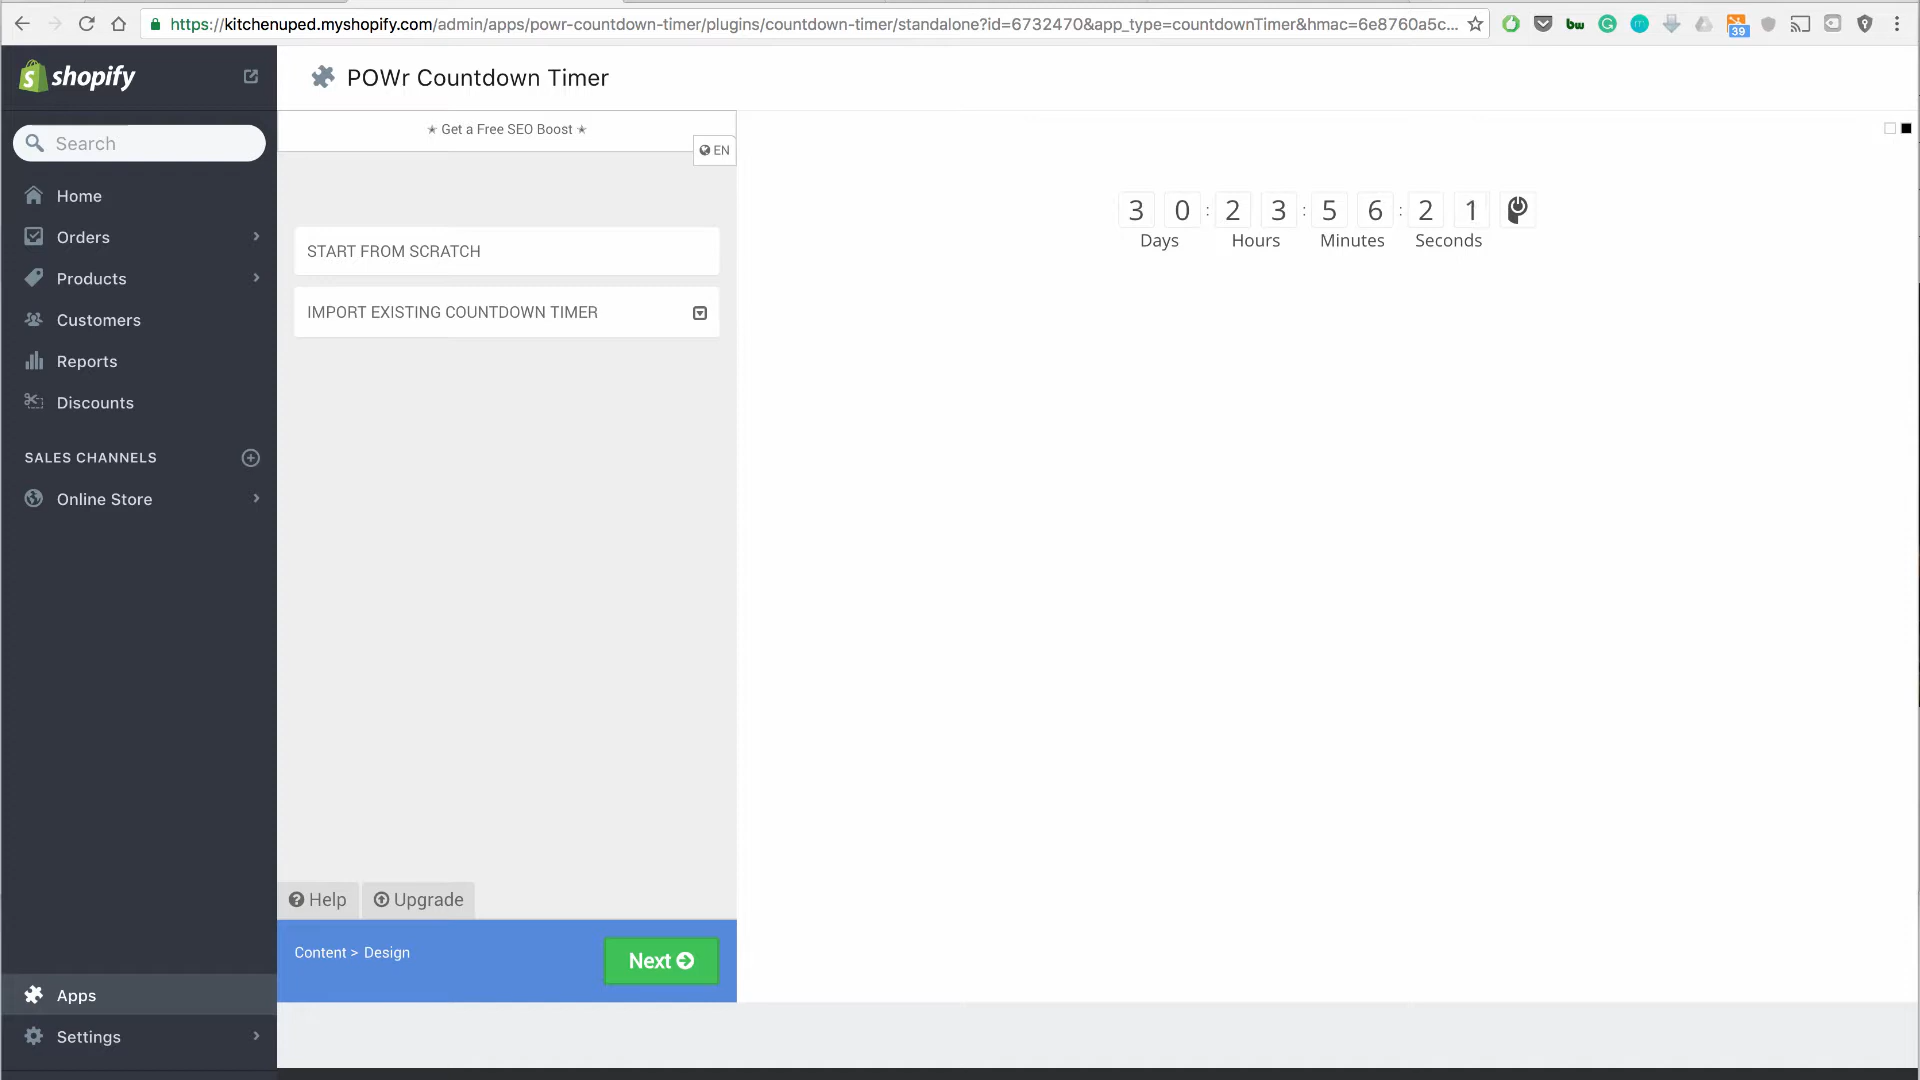 https://kitchenuped.myshopify.com/admin/apps/powr-countdown-timer/plugins/countdown-timer/standalone?id=6732470&app_type=countdownTimer&hmac=6e8760a5c...
bw
39
shopify
POWr Countdown Timer
Search
★ Get a Free SEO Boost ★
EN
Home
Orders
Products
Customers
Reports
Discounts
SALES CHANNELS
Online Store
START FROM SCRATCH
IMPORT EXISTING COUNTDOWN TIMER
3 0 : 2 3 : 5 6 : 2 1
Days Hours Minutes Seconds
Help Upgrade
Content > Design
Next
Apps
Settings